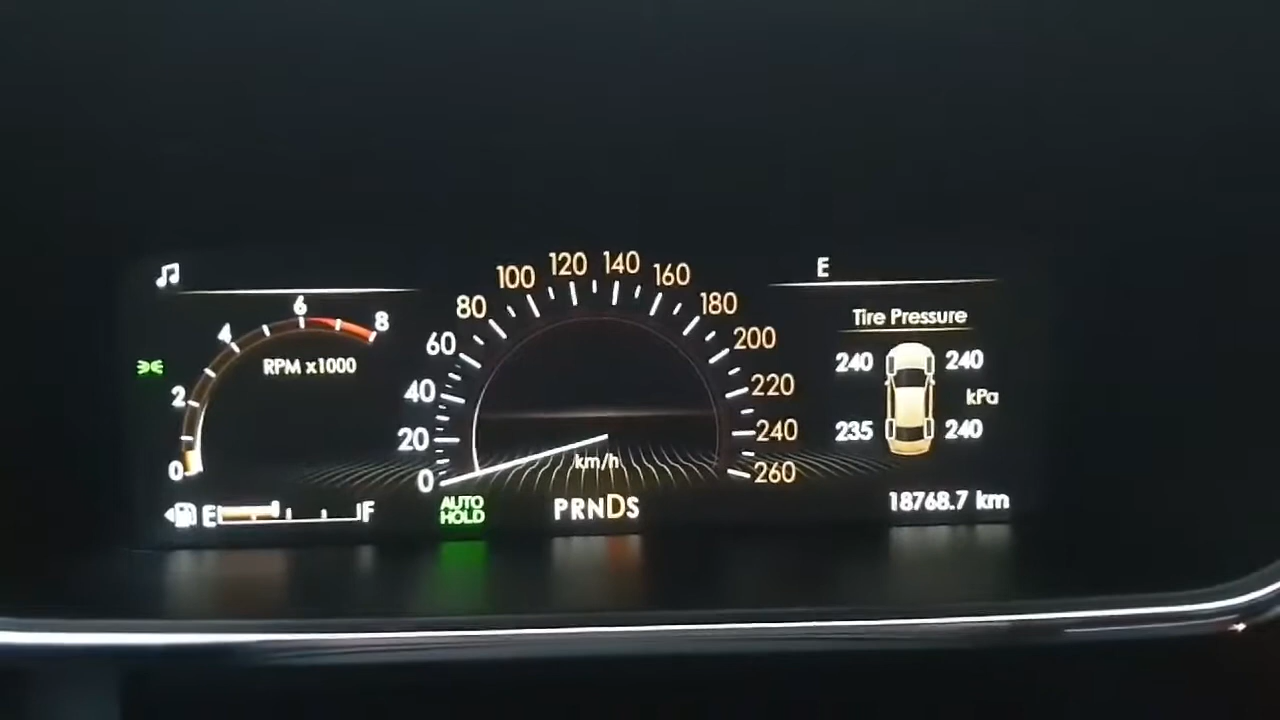 E
0 2 4 6 8
RPM x1000
E F
0 20 40 60 80 100 120 140 160 180 200 220 240 260
km/h
AUTO
HOLD
PRNDS
Tire Pressure
240 240
kPa
235 240
18768.7 km